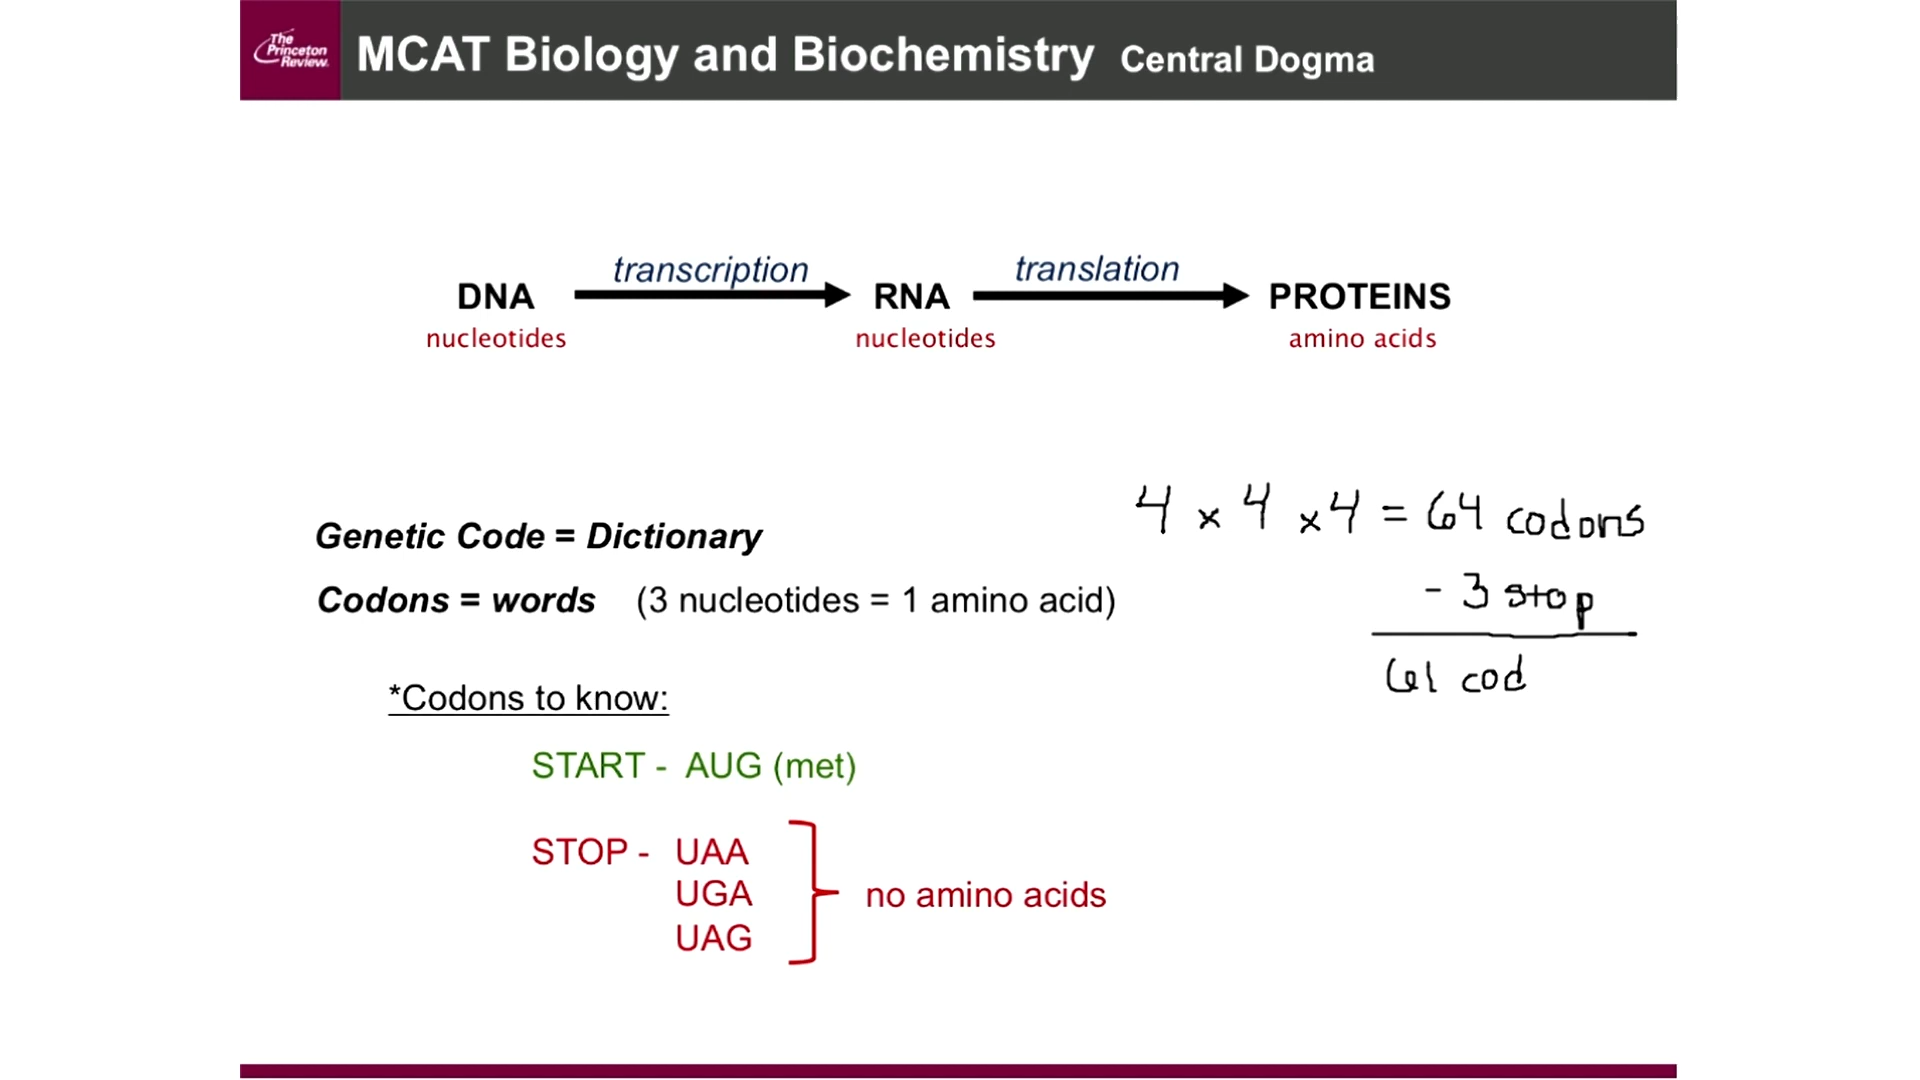 The
Princeton
Review
MCAT Biology and Biochemistry Central Dogma
transcription
translation
DNA
RNA
PROTEINS
nucleotides
nucleotides
amino acids
4 x 4 x 4 = 64 codons
- 3 stop
61 cod
Genetic Code = Dictionary
Codons = words (3 nucleotides = 1 amino acid)
*Codons to know:
START - AUG (met)
STOP - UAA
UGA
UAG
no amino acids